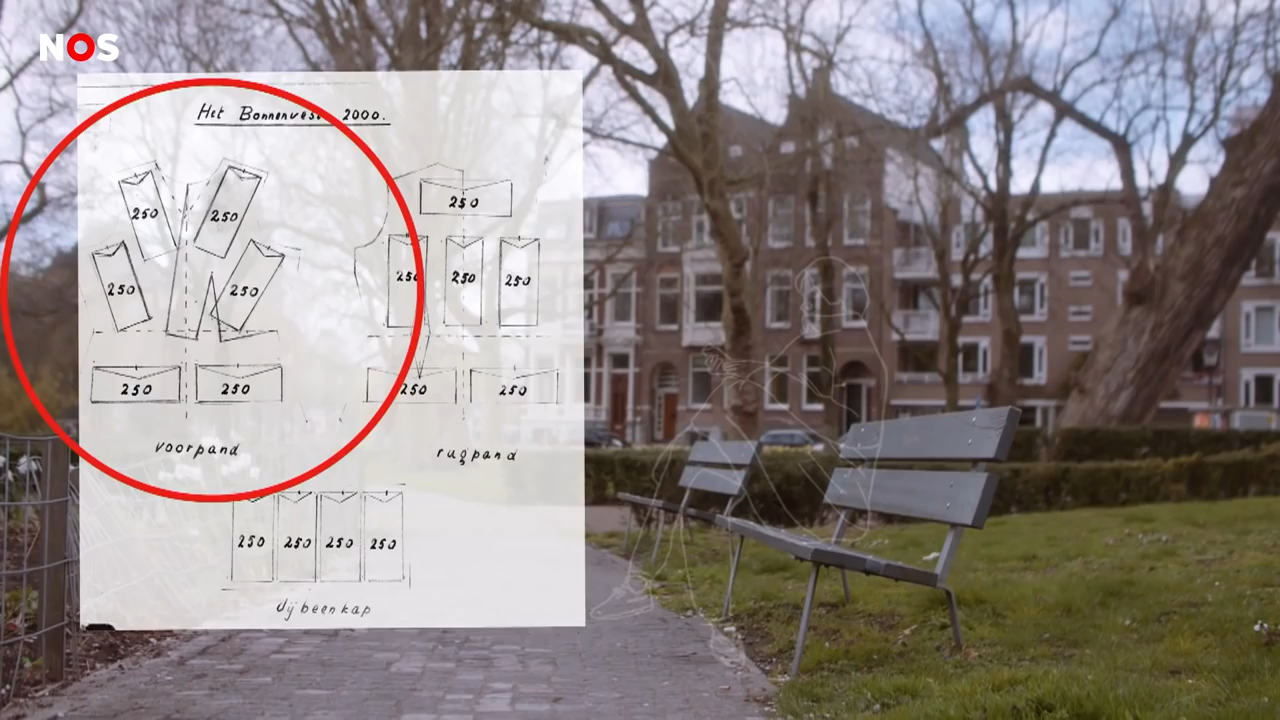 NOS
Het Bonnenvest 2000.
250 250
250 250
250 250
voorpand
250
250 250 250
250 250
rugpand
250 250 250 250
dijbeenkap